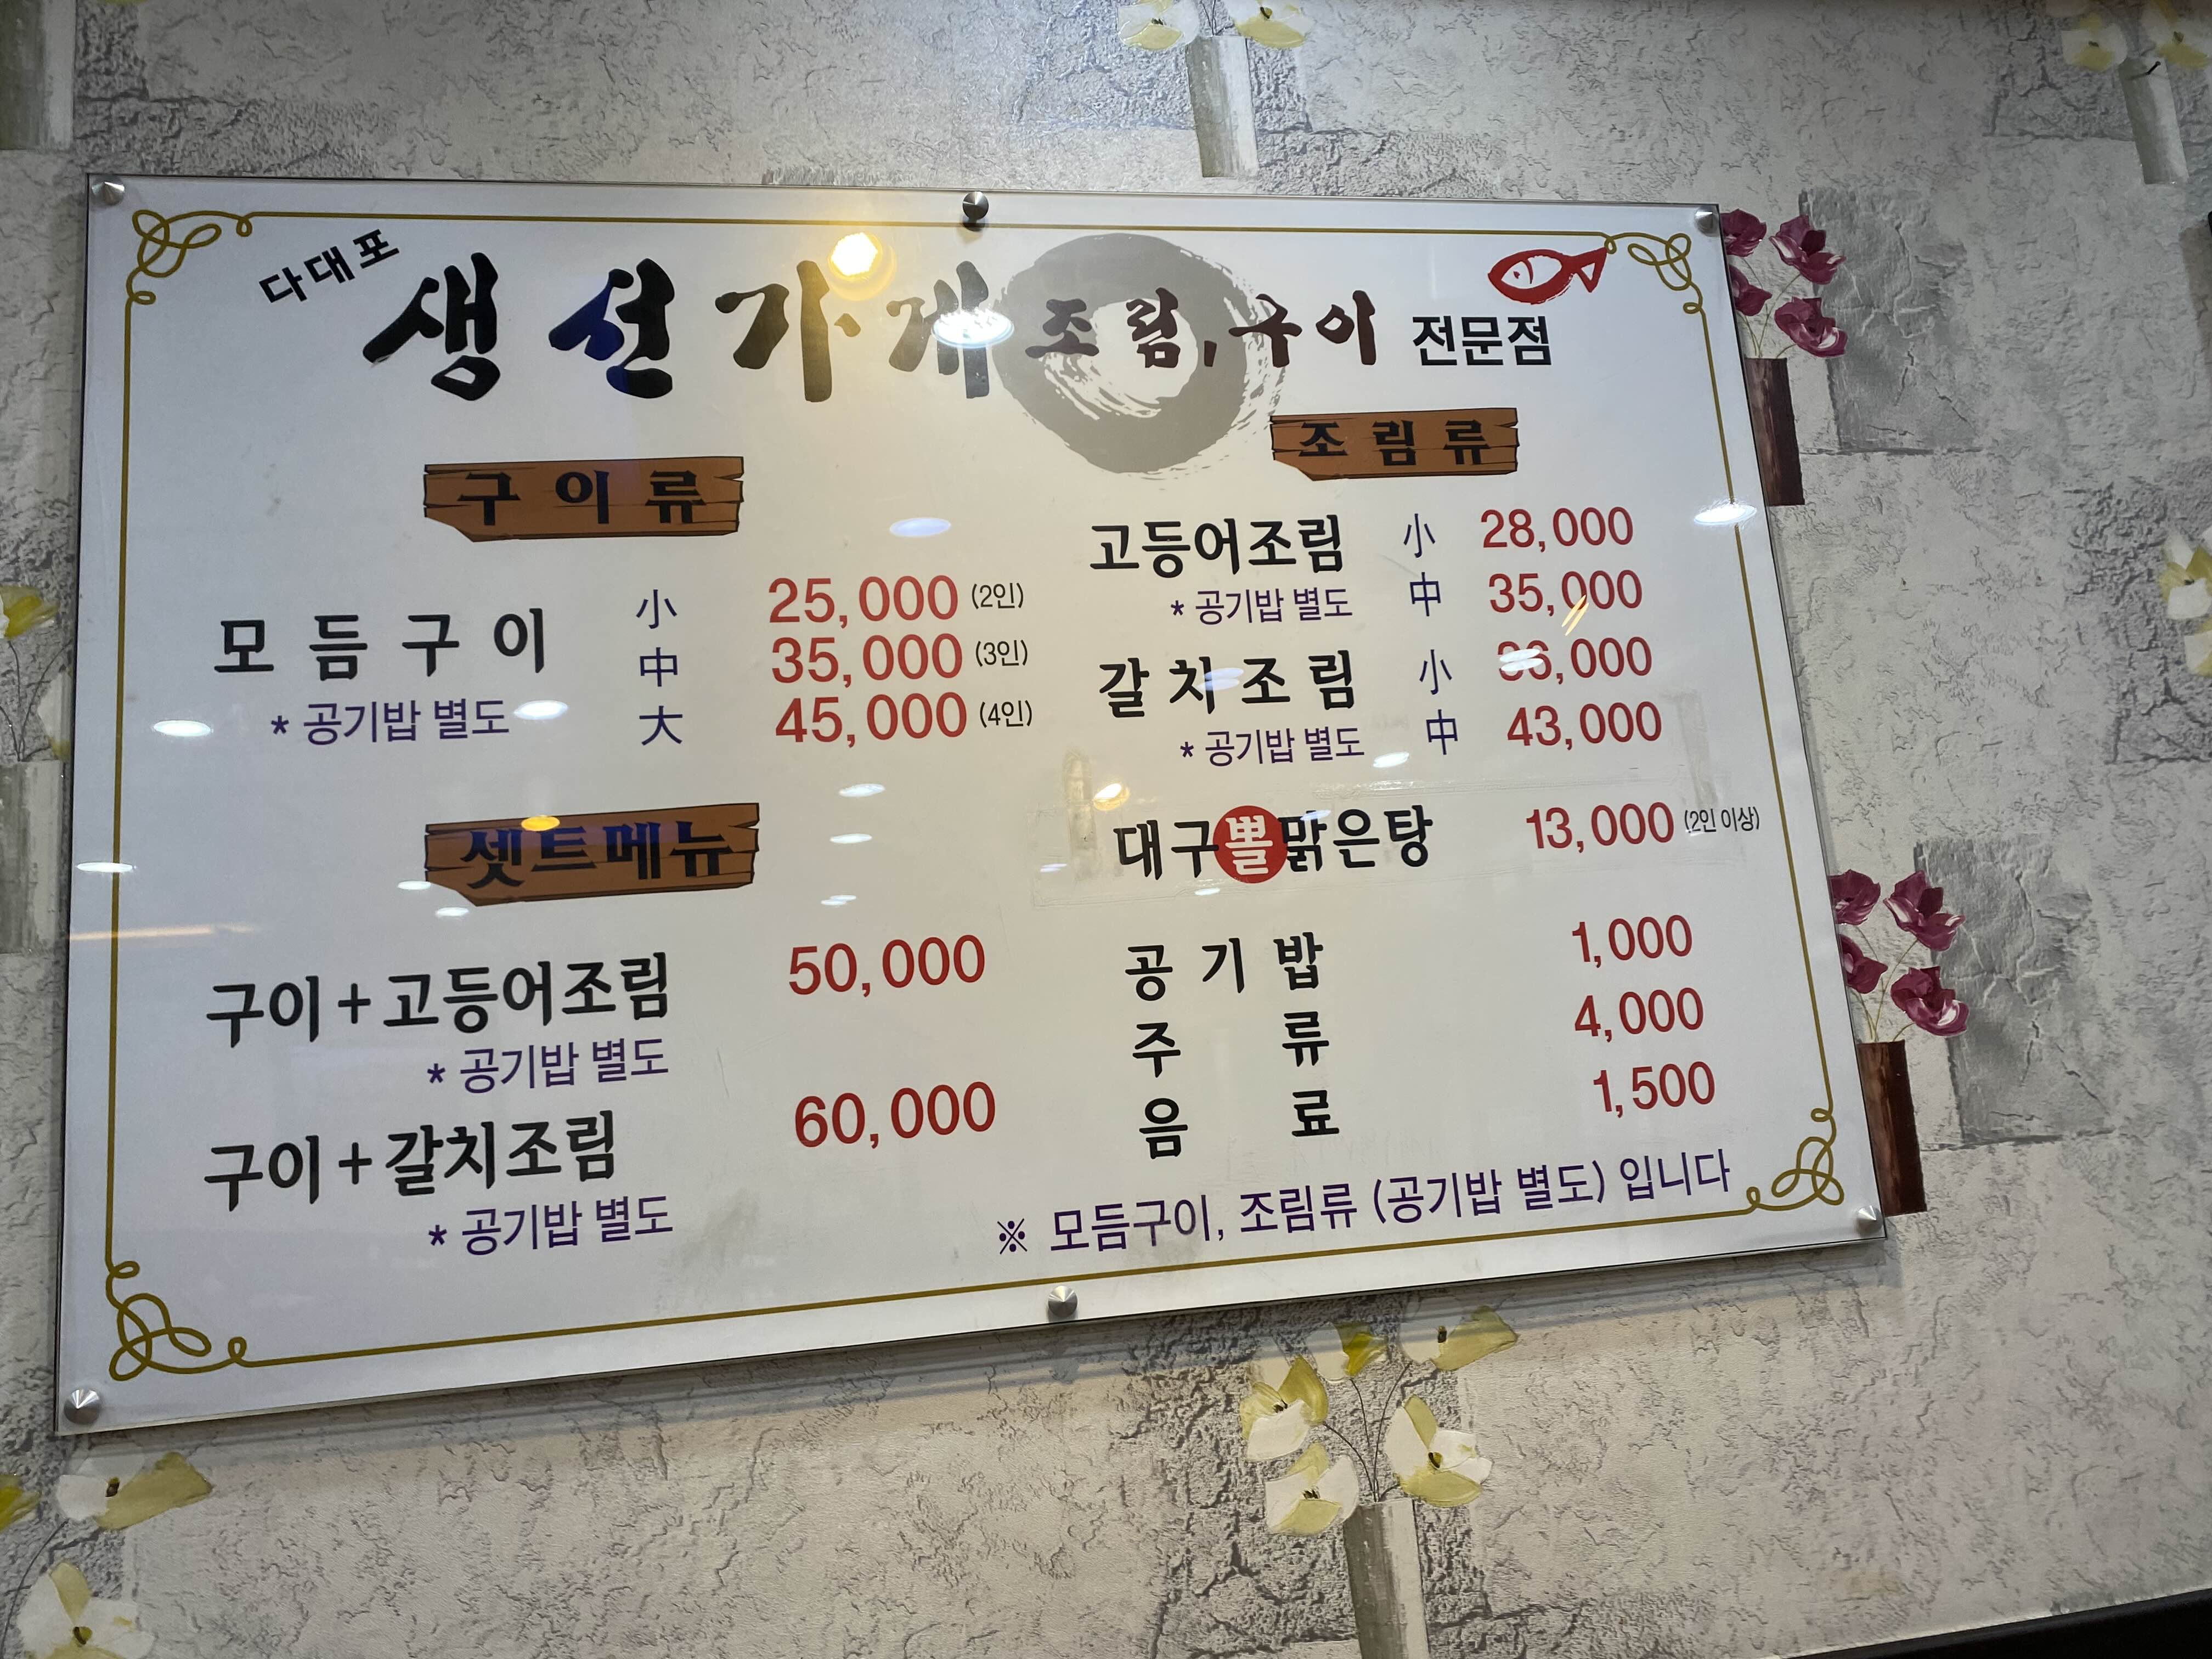 다대포
생선가게 조림, 구이 전문점
구이류
모듬구이 小 25,000 (2인)
中 35,000 (3인)
* 공기밥 별도 大 45,000 (4인)
셋트메뉴
구이+고등어조림 50,000
* 공기밥 별도
구이+갈치조림 60,000
* 공기밥 별도
조림류
고등어조림 小 28,000
* 공기밥 별도 中 35,000
갈치조림 小
* 공기밥 별도 中 43,000
대구뽈맑은탕 13,000 (2인 이상)
공기밥 1,000
주류 4,000
음료 1,500
※ 모듬구이, 조림류 (공기밥 별도) 입니다